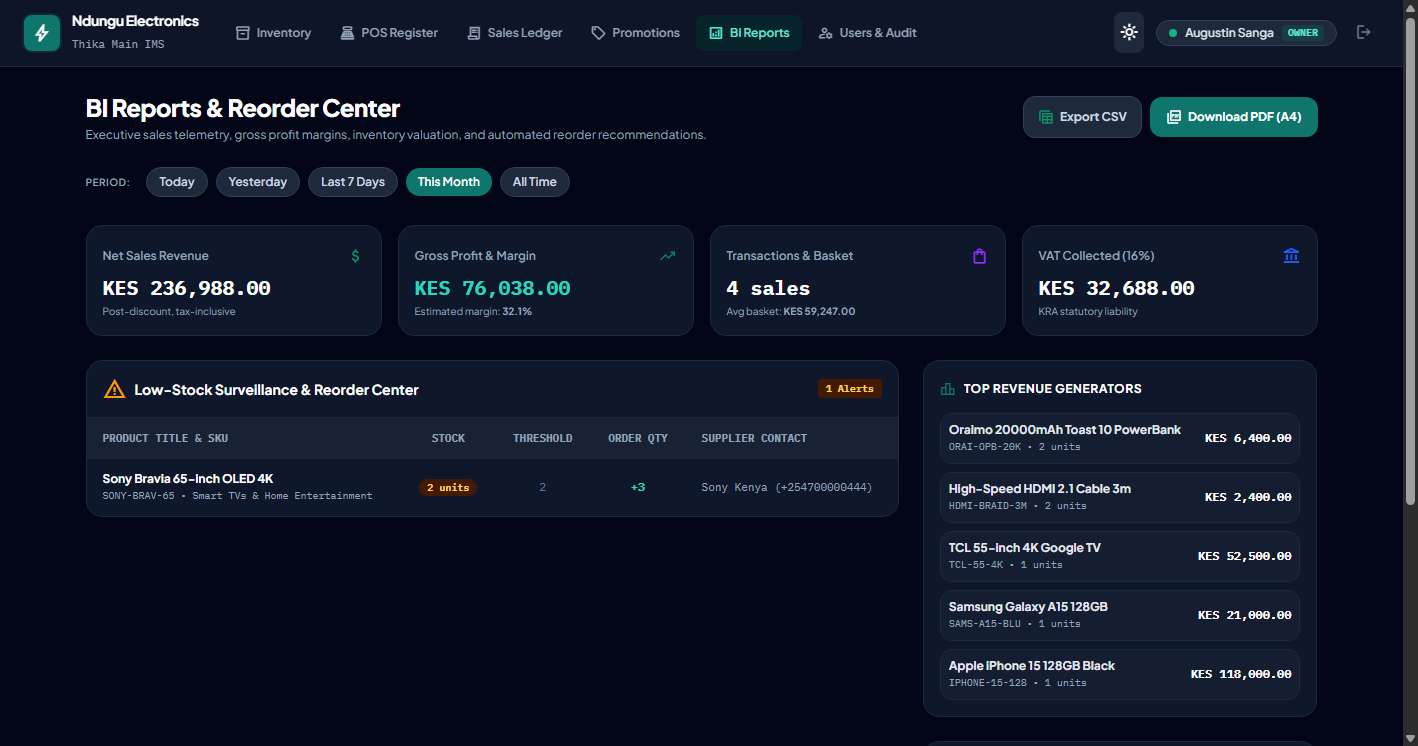 Ndungu Electronics
Thika Main IMS
Inventory
POS Register
Sales Ledger
Promotions
BI Reports
Users & Audit
Augustin Sanga OWNER
BI Reports & Reorder Center
Executive sales telemetry, gross profit margins, inventory valuation, and automated reorder recommendations.
Export CSV
Download PDF (A4)
PERIOD:
Today
Yesterday
Last 7 Days
This Month
All Time
Net Sales Revenue
$
KES 236,988.00
Post-discount, tax-inclusive
Gross Profit & Margin
KES 76,038.00
Estimated margin: 32.1%
Transactions & Basket
4 sales
Avg basket: KES 59,247.00
VAT Collected (16%)
KES 32,688.00
KRA statutory liability
Low-Stock Surveillance & Reorder Center
1 Alerts
PRODUCT TITLE & SKU STOCK THRESHOLD ORDER QTY SUPPLIER CONTACT
Sony Bravia 65-inch OLED 4K
SONY-BRAV-65 • Smart TVs & Home Entertainment
2 units 2 +3 Sony Kenya (+254700000444)
TOP REVENUE GENERATORS
Oraimo 20000mAh Toast 10 PowerBank
ORAI-OPB-20K • 2 units
KES 6,400.00
High-Speed HDMI 2.1 Cable 3m
HDMI-BRAID-3M • 2 units
KES 2,400.00
TCL 55-Inch 4K Google TV
TCL-55-4K • 1 units
KES 52,500.00
Samsung Galaxy A15 128GB
SAMS-A15-BLU • 1 units
KES 21,000.00
Apple iPhone 15 128GB Black
IPHONE-15-128 • 1 units
KES 118,000.00